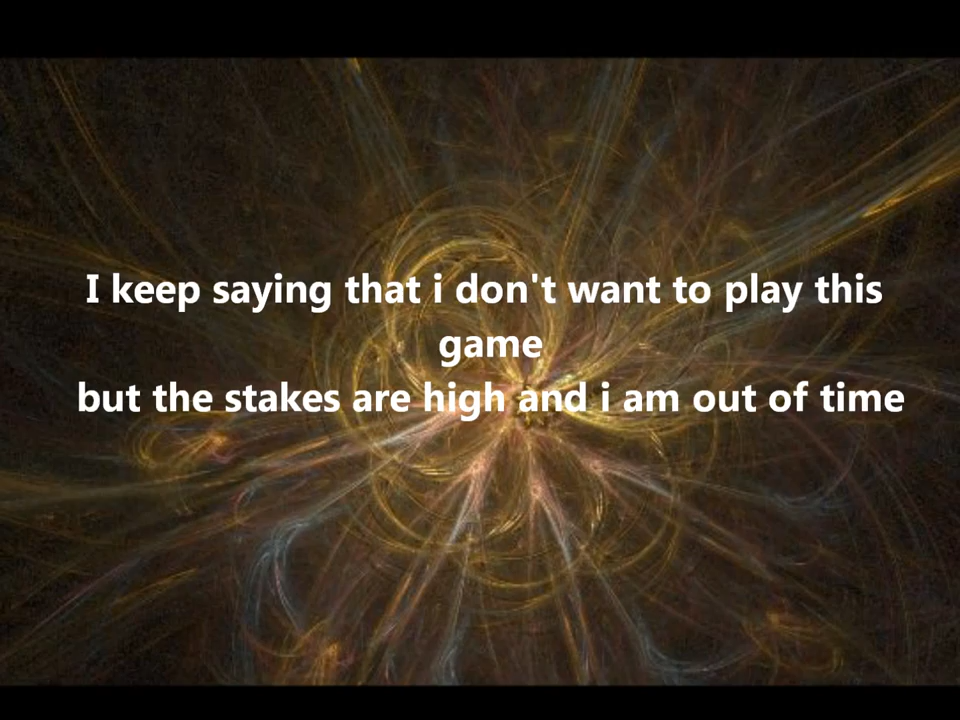 I keep saying that i don't want to play this
game
but the stakes are high and i am out of time